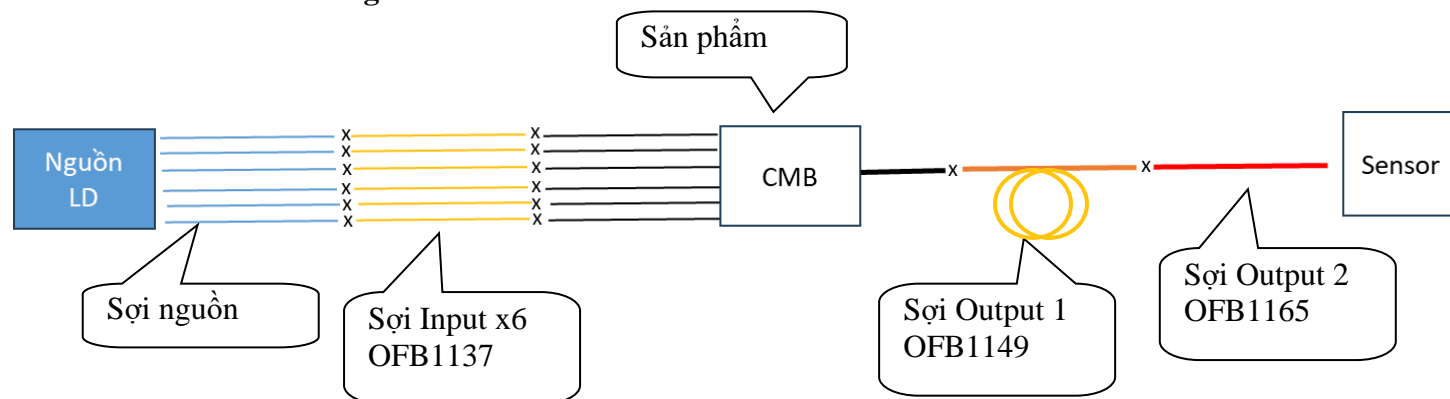 g
Sản phẩm
Nguồn
LD
X X
X X
X X
X X
X X
X X
CMB
X
X
Sensor
Sợi nguồn
Sợi Input x6
OFB1137
Sợi Output 1
OFB1149
Sợi Output 2
OFB1165